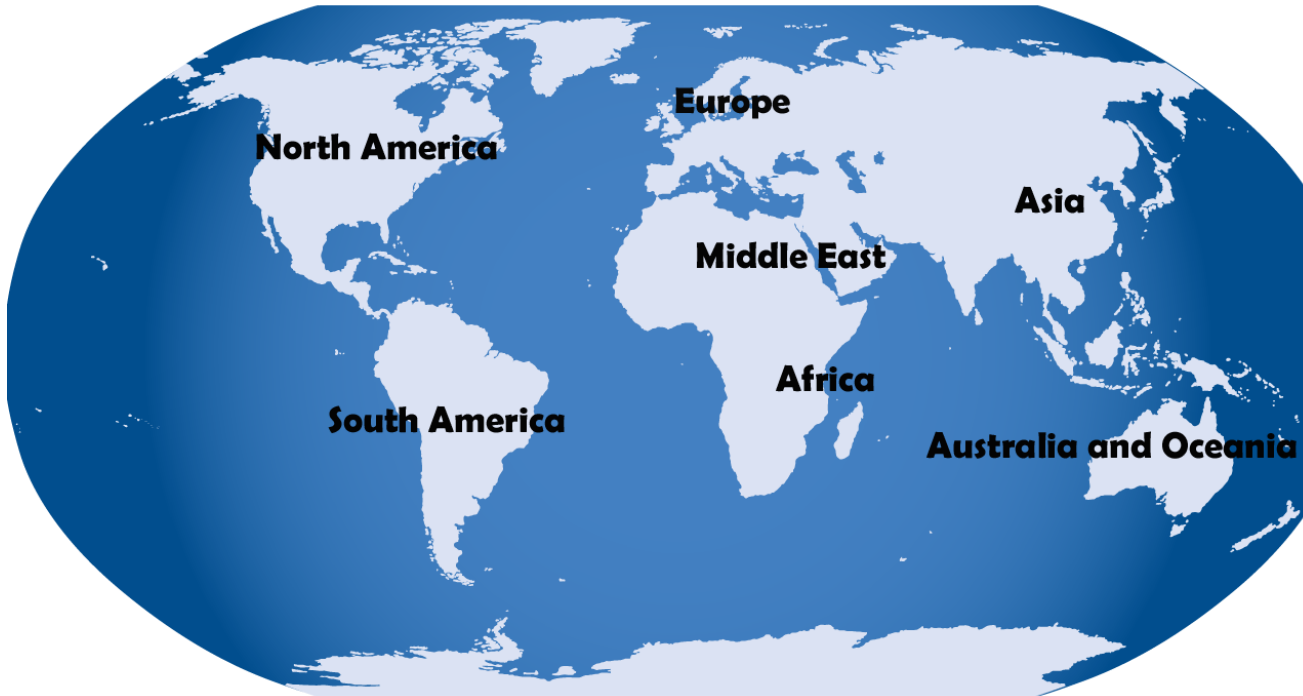 Europe
North America
Asia
Middle East
Africa
South America
Australia and Oceania